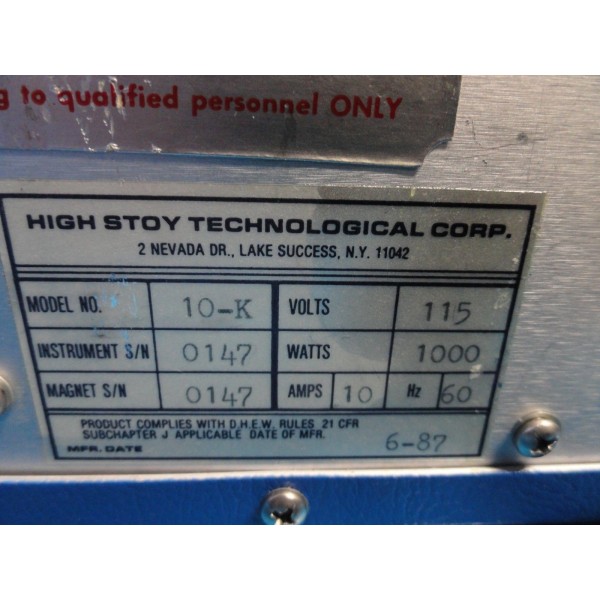 g to qualified personnel ONLY
HIGH STOY TECHNOLOGICAL CORP.
2 NEVADA DR., LAKE SUCCESS, N.Y. 11042
MODEL NO. 10-K VOLTS 115
INSTRUMENT S/N 0147 WATTS 1000
MAGNET S/N 0147 AMPS 10 Hz 60
PRODUCT COMPLIES WITH D.H.E.W. RULES 21 CFR
SUBCHAPTER J APPLICABLE DATE OF MFR.
MFR. DATE 6-87